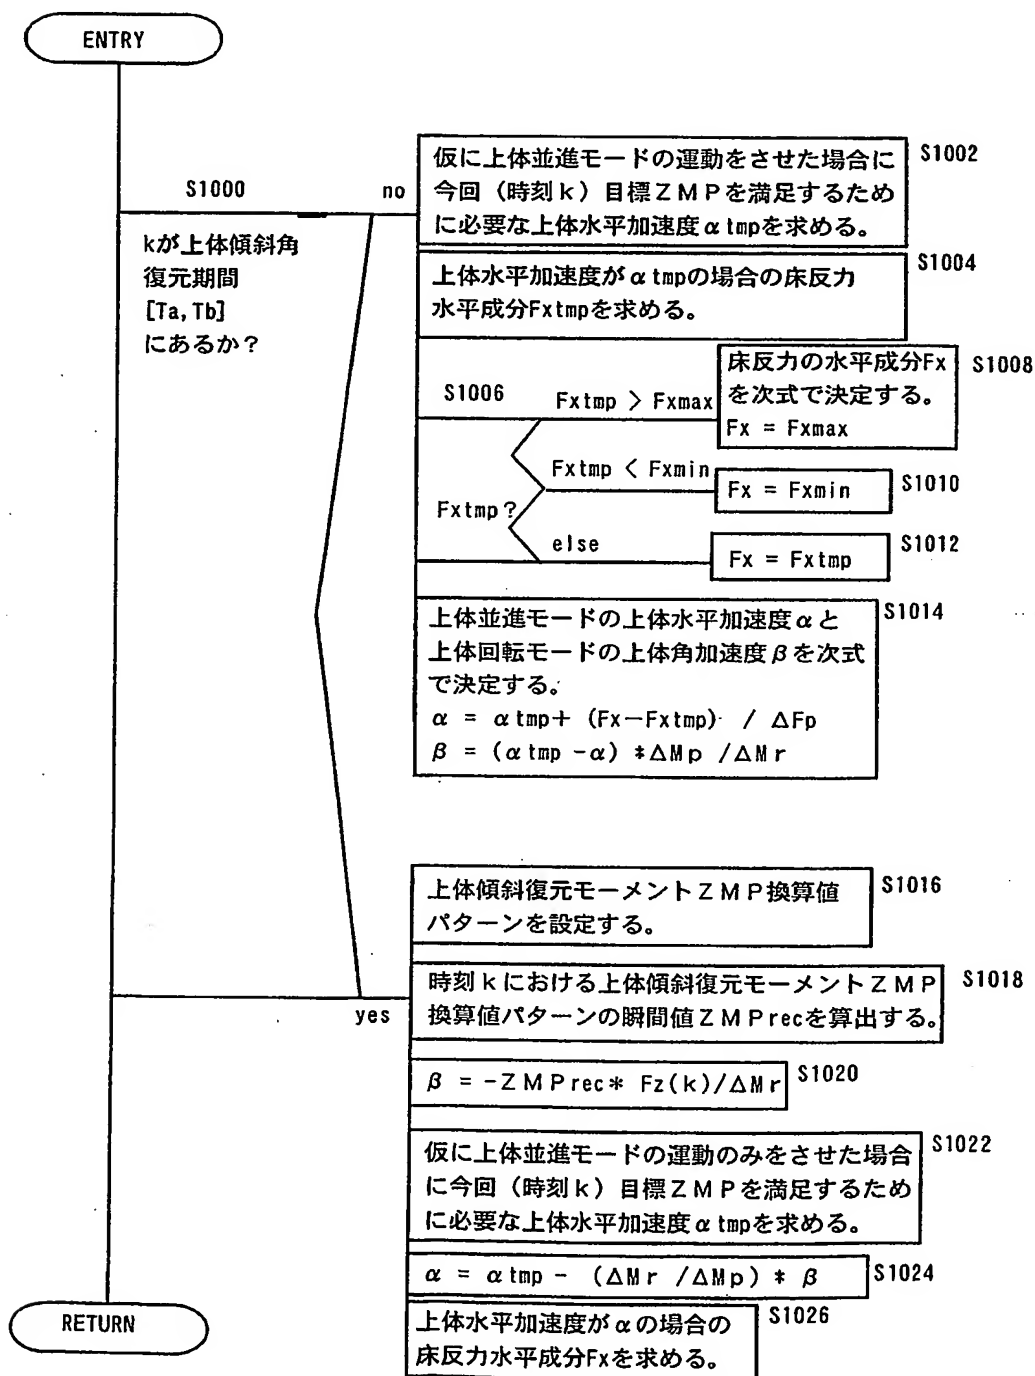 ENTRY
S1000
no
kが上体傾斜角
復元期間
[Ta,Tb]
にあるか?
仮に上体並進モードの運動をさせた場合に
今回(時刻k)目標ZMPを満足するため
に必要な上体水平加速度αtmpを求める。
S1002
上体水平加速度がαtmpの場合の床反力
水平成分Fxtmpを求める。
S1004
S1006
Fxtmp?
Fxtmp > Fxmax
床反力の水平成分Fx
を次式で決定する。
Fx = Fxmax
S1008
Fxtmp < Fxmin
Fx = Fxmin
S1010
else
Fx = Fxtmp
S1012
上体並進モードの上体水平加速度αと
上体回転モードの上体角加速度βを次式
で決定する。
α = αtmp+ (Fx-Fxtmp) / ΔFp
β = (αtmp -α) *ΔMp /ΔMr
S1014
yes
上体傾斜復元モーメントZMP換算値
パターンを設定する。
S1016
時刻kにおける上体傾斜復元モーメントZMP
換算値パターンの瞬間値ZMPrecを算出する。
S1018
β = -ZMPrec* Fz(k)/ΔMr
S1020
仮に上体並進モードの運動のみをさせた場合
に今回(時刻k)目標ZMPを満足するため
に必要な上体水平加速度αtmpを求める。
S1022
α = αtmp - (ΔMr /ΔMp) * β
S1024
上体水平加速度がαの場合の
床反力水平成分Fxを求める。
S1026
RETURN